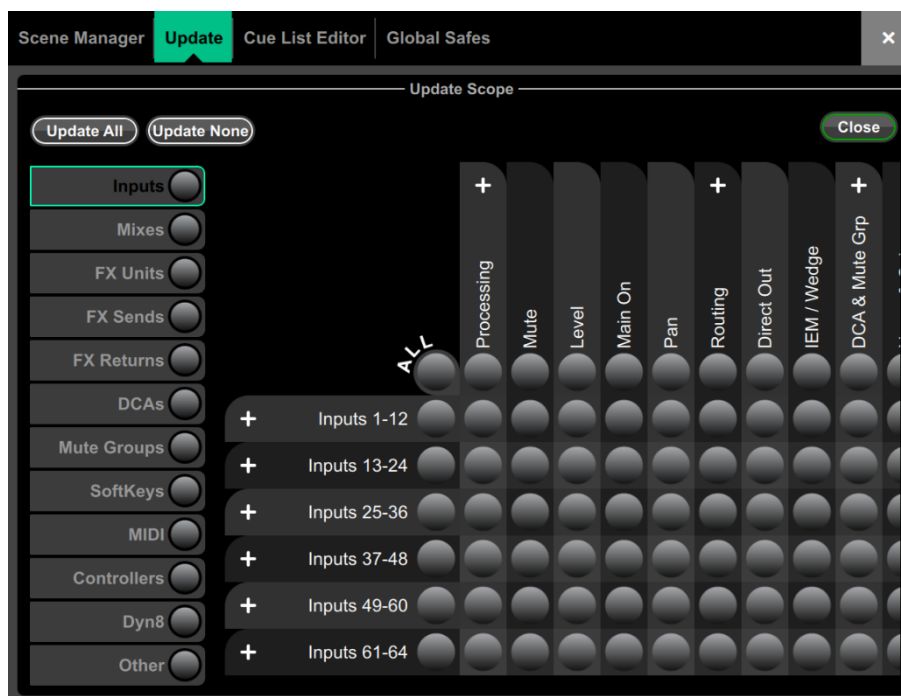 Scene Manager Update Cue List Editor Global Safes ×
Update Scope
Update All Update None Close
Inputs
Mixes
FX Units
FX Sends
FX Returns
DCAs
Mute Groups
SoftKeys
MIDI
Controllers
Dyn8
Other
+ + +
Processing
Mute
Level
Main On
Pan
Routing
Direct Out
IEM / Wedge
DCA & Mute Grp
ALL
+ Inputs 1-12
+ Inputs 13-24
+ Inputs 25-36
+ Inputs 37-48
+ Inputs 49-60
+ Inputs 61-64